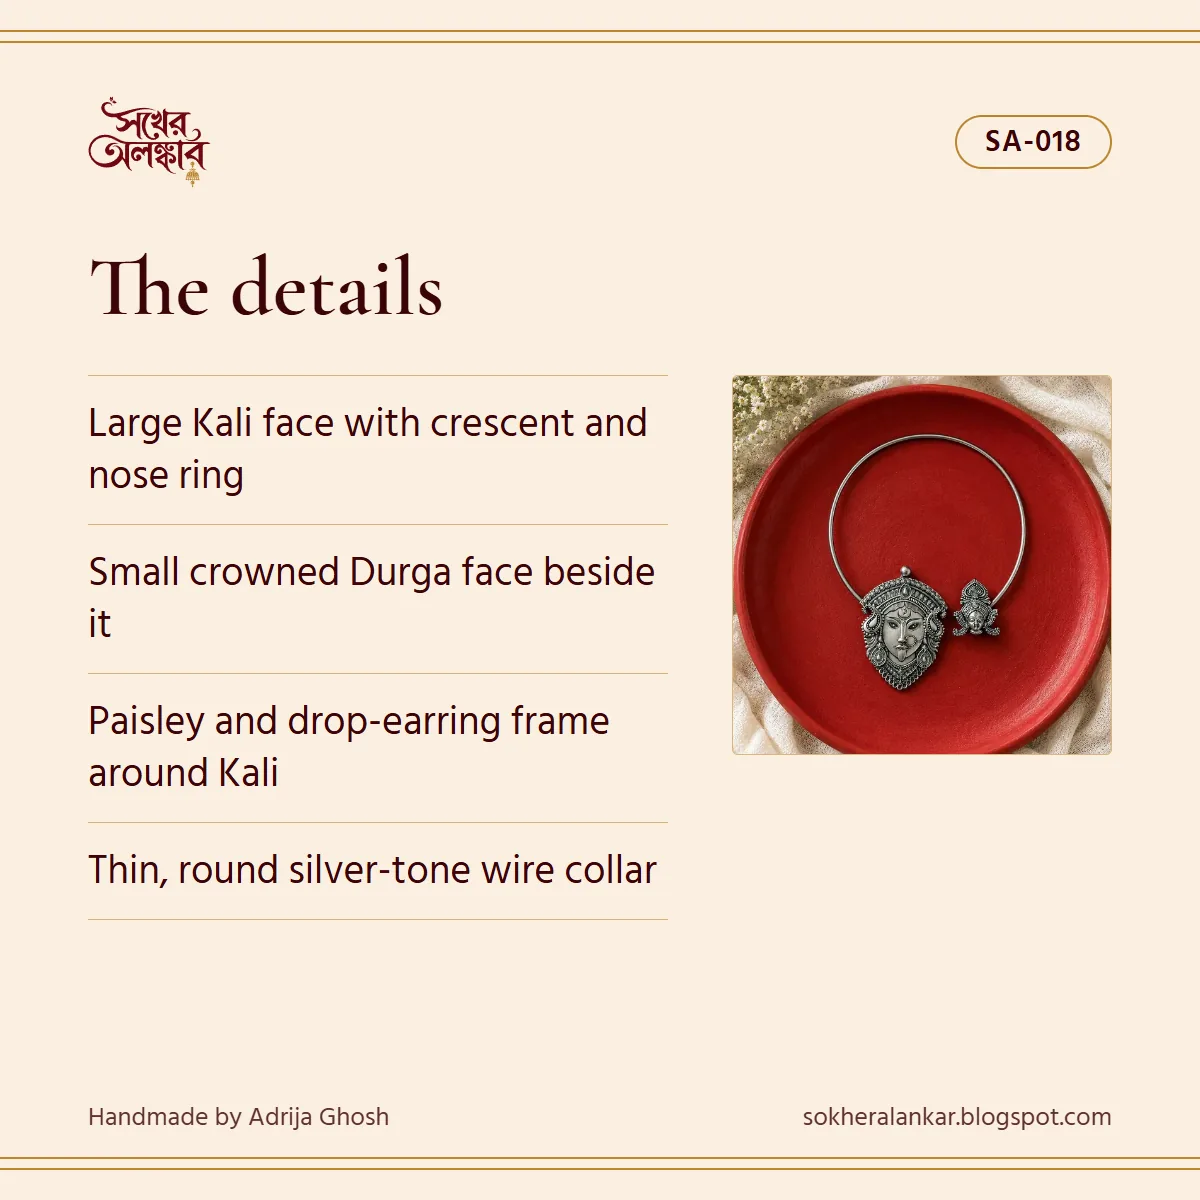 সখের
অলঙ্কার
SA-018
The details
Large Kali face with crescent and
nose ring
Small crowned Durga face beside
it
Paisley and drop-earring frame
around Kali
Thin, round silver-tone wire collar
Handmade by Adrija Ghosh
sokheralankar.blogspot.com